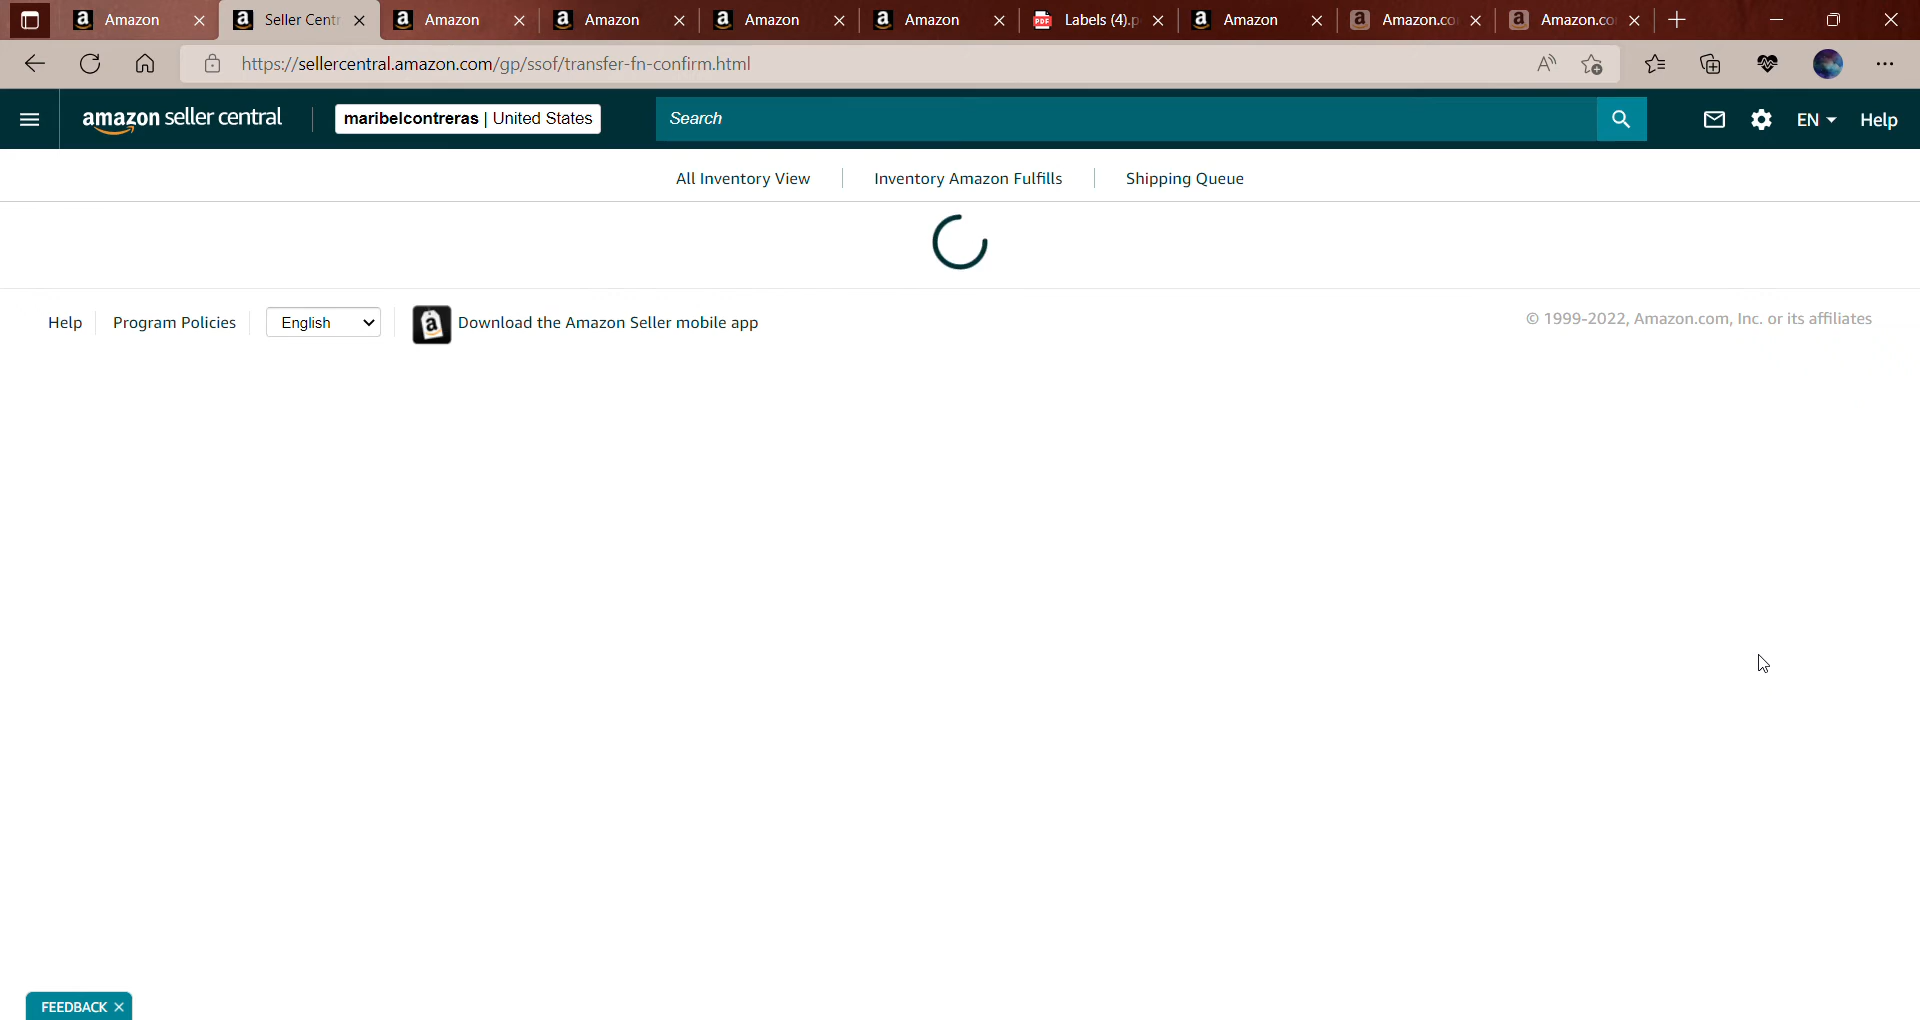 Amazon Seller Cent Amazon Amazon Amazon Amazon Labels (4).p Amazon Amazon.co Amazon.co
https://sellercentral.amazon.com/gp/ssof/transfer-fn-confirm.html
amazon seller central maribelcontreras | United States Search EN Help
All Inventory View Inventory Amazon Fulfills Shipping Queue
Help Program Policies English Download the Amazon Seller mobile app © 1999-2022, Amazon.com, Inc. or its affiliates
FEEDBACK